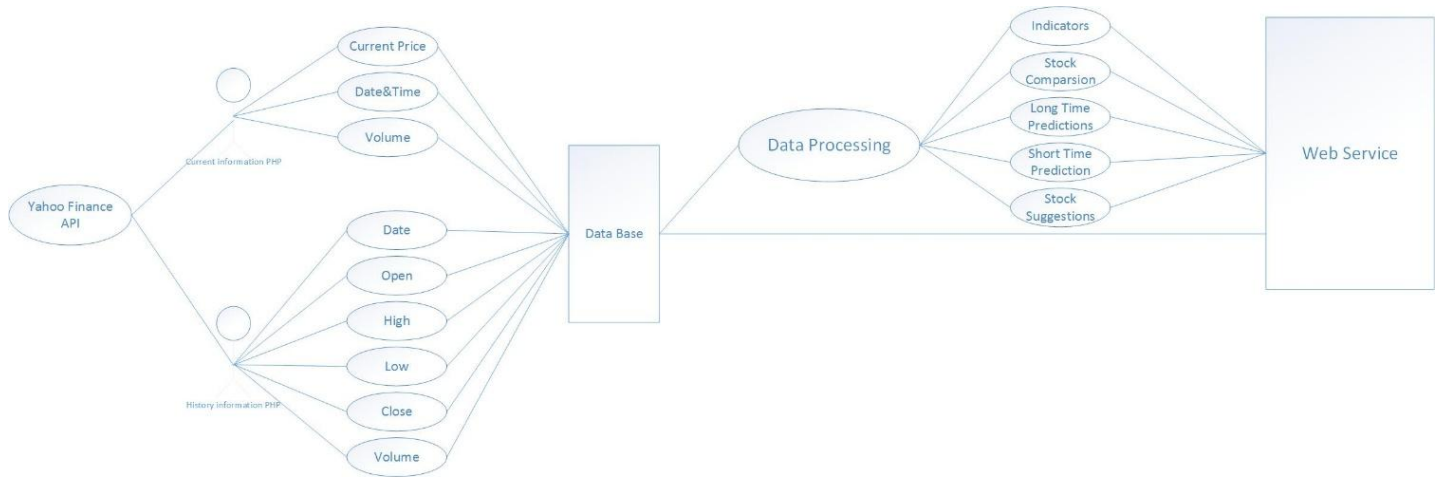 Yahoo Finance
API
Current information PHP
History information PHP
Current Price
Date&Time
Volume
Date
Open
High
Low
Close
Volume
Data Base
Data Processing
Indicators
Stock
Comparsion
Long Time
Predictions
Short Time
Prediction
Stock
Suggestions
Web Service